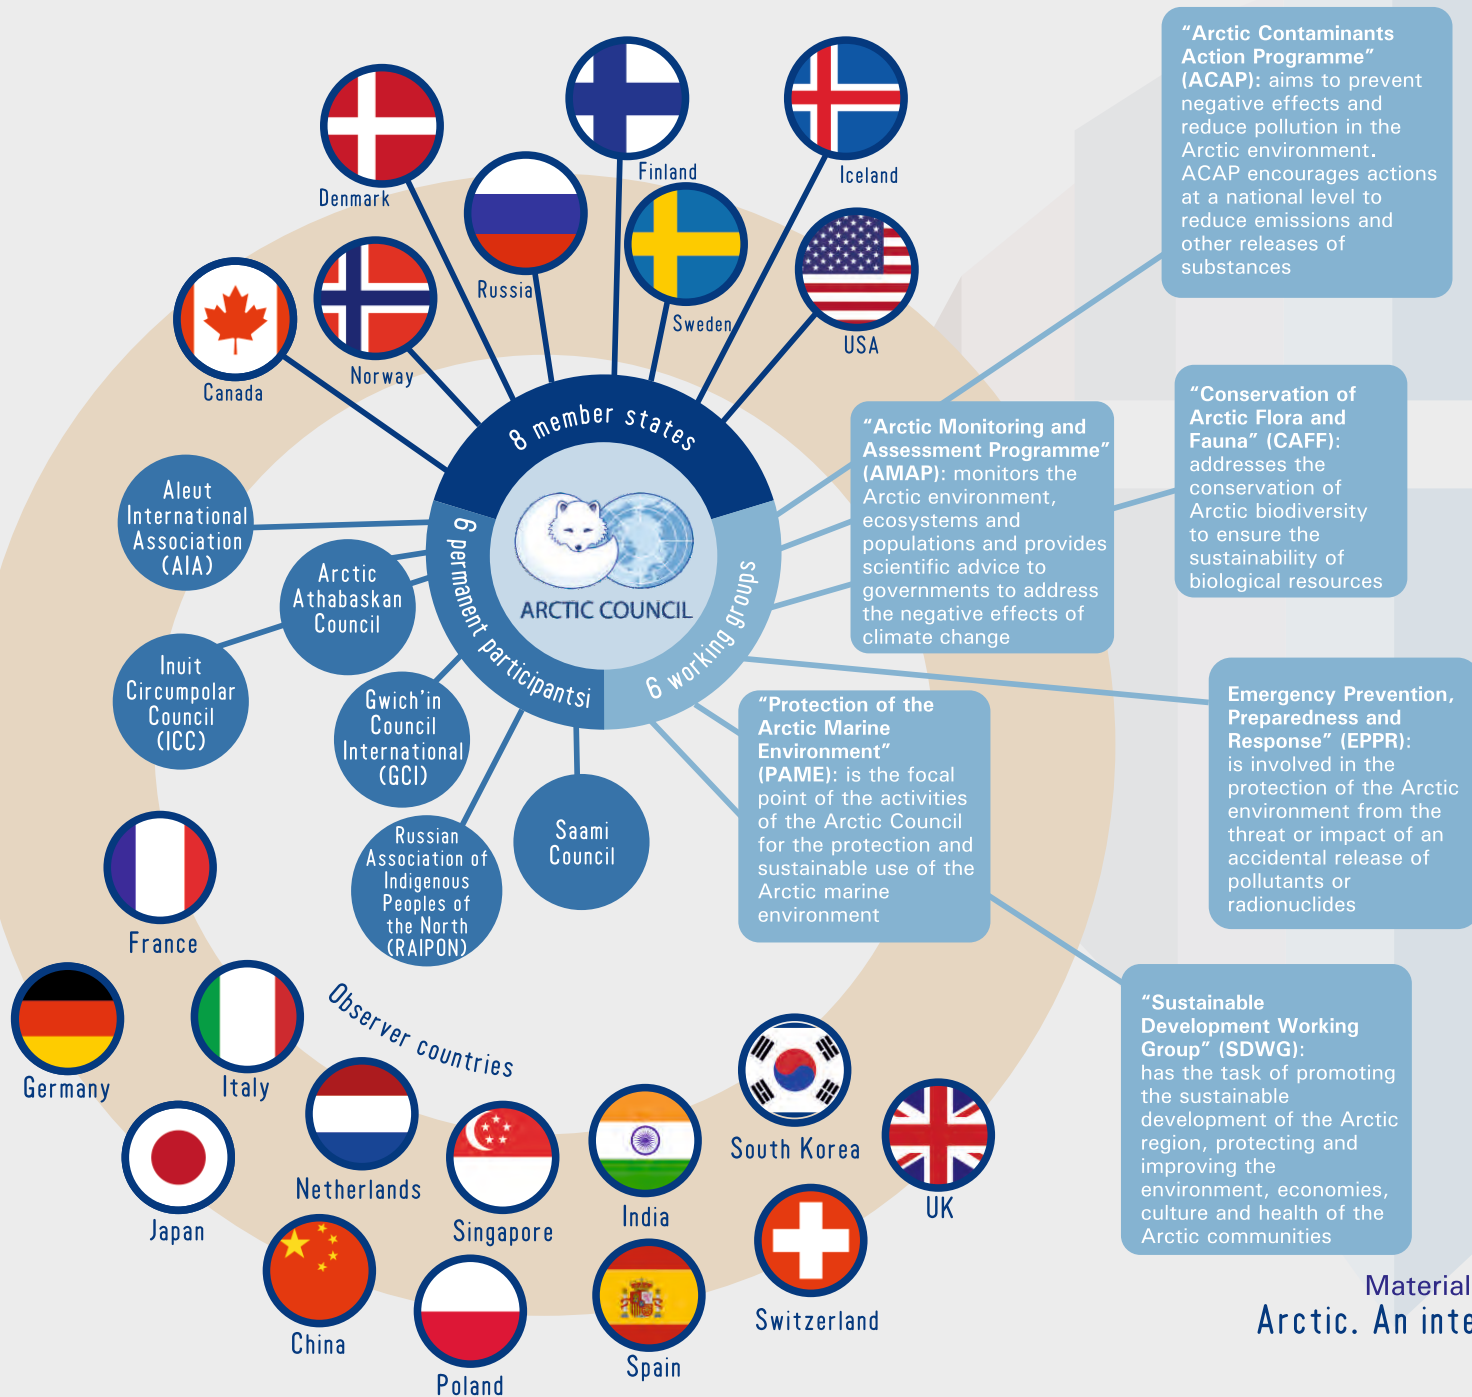 Denmark
Finland
Iceland
Russia
Sweden
USA
Norway
Canada
8 member states
6 permanent participantsi
6 working groups
ARCTIC COUNCIL
Aleut
International
Association
(AIA)
Arctic
Athabaskan
Council
Inuit
Circumpolar
Council
(ICC)
Gwich'in
Council
International
(GCI)
Russian
Association of
Indigenous
Peoples of
the North
(RAIPON)
Saami
Council
“Arctic Contaminants
Action Programme”
(ACAP): aims to prevent
negative effects and
reduce pollution in the
Arctic environment.
ACAP encourages actions
at a national level to
reduce emissions and
other releases of
substances
“Arctic Monitoring and
Assessment Programme”
(AMAP): monitors the
Arctic environment,
ecosystems and
populations and provides
scientific advice to
governments to address
the negative effects of
climate change
“Conservation of
Arctic Flora and
Fauna” (CAFF):
addresses the
conservation of
Arctic biodiversity
to ensure the
sustainability of
biological resources
Emergency Prevention,
Preparedness and
Response” (EPPR):
is involved in the
protection of the Arctic
environment from the
threat or impact of an
accidental release of
pollutants or
radionuclides
“Protection of the
Arctic Marine
Environment”
(PAME): is the focal
point of the activities
of the Arctic Council
for the protection and
sustainable use of the
Arctic marine
environment
“Sustainable
Development Working
Group” (SDWG):
has the task of promoting
the sustainable
development of the Arctic
region, protecting and
improving the
environment, economies,
culture and health of the
Arctic communities
Observer countries
France
Germany
Italy
Japan
Netherlands
China
Singapore
Poland
India
Spain
South Korea
Switzerland
UK
Material
Arctic. An inte